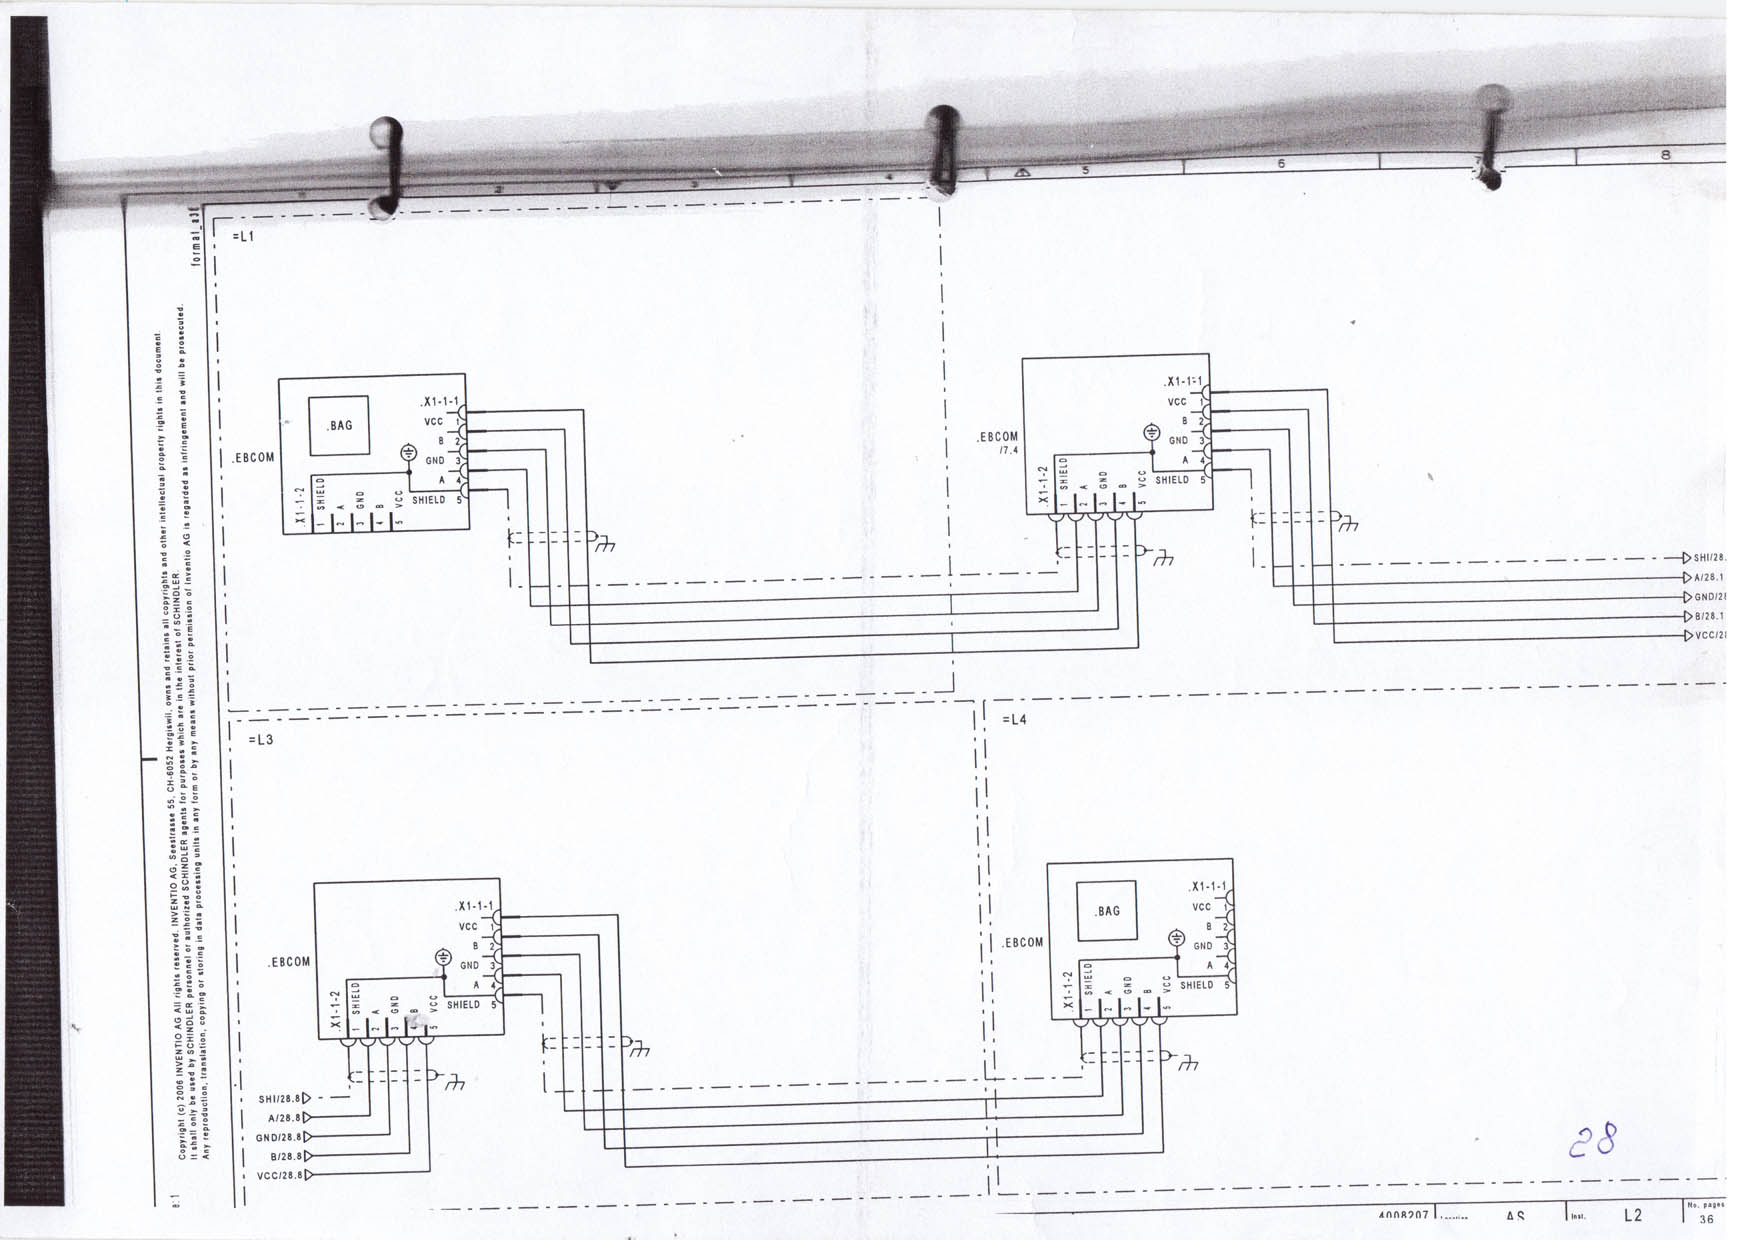 1 2 3 4 5 6 7 8
format_a3f
Copyright (c) 2006 INVENTIO AG All rights reserved. INVENTIO AG, Seestrasse 55, CH-6052 Hergiswil, owns and retains all copyrights and other intellectual property rights in this document.
It shall only be used by SCHINDLER personnel or authorized SCHINDLER agents for purposes which are in the interest of SCHINDLER.
Any reproduction, translation, copying or storing in data processing units in any form or by any means without prior permission of Inventio AG is regarded as infringement and will be prosecuted.
=L1
.EBCOM
.BAG
.X1-1-1
VCC 1
B 2
GND 3
A 4
SHIELD 5
.X1-1-2
1 SHIELD
2 A
3 GND
4 B
5 VCC
.EBCOM
/7.4
.X1-1-1
VCC 1
B 2
GND 3
A 4
SHIELD 5
.X1-1-2
1 SHIELD
2 A
3 GND
4 B
5 VCC
SHI/28.
A/28.1
GND/28
B/28.1
VCC/28
=L3
.EBCOM
.X1-1-1
VCC 1
B 2
GND 3
A 4
SHIELD 5
.X1-1-2
1 SHIELD
2 A
3 GND
4 B
5 VCC
SHI/28.8
A/28.8
GND/28.8
B/28.8
VCC/28.8
=L4
.EBCOM
.BAG
.X1-1-1
VCC 1
B 2
GND 3
A 4
SHIELD 5
.X1-1-2
1 SHIELD
2 A
3 GND
4 B
5 VCC
28
8:1
4008207
AS
Inst. L2
No. pages
36